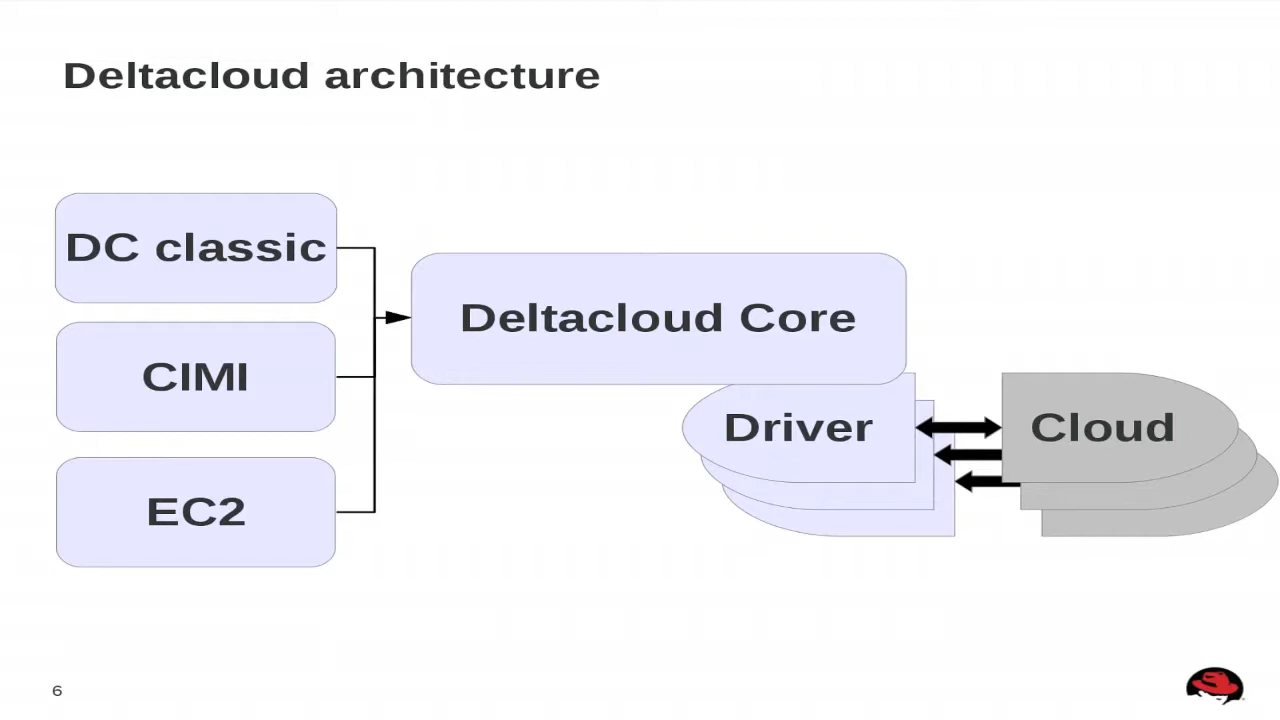 Deltacloud architecture
DC classic
CIMI
EC2
Deltacloud Core
Driver
Cloud
6